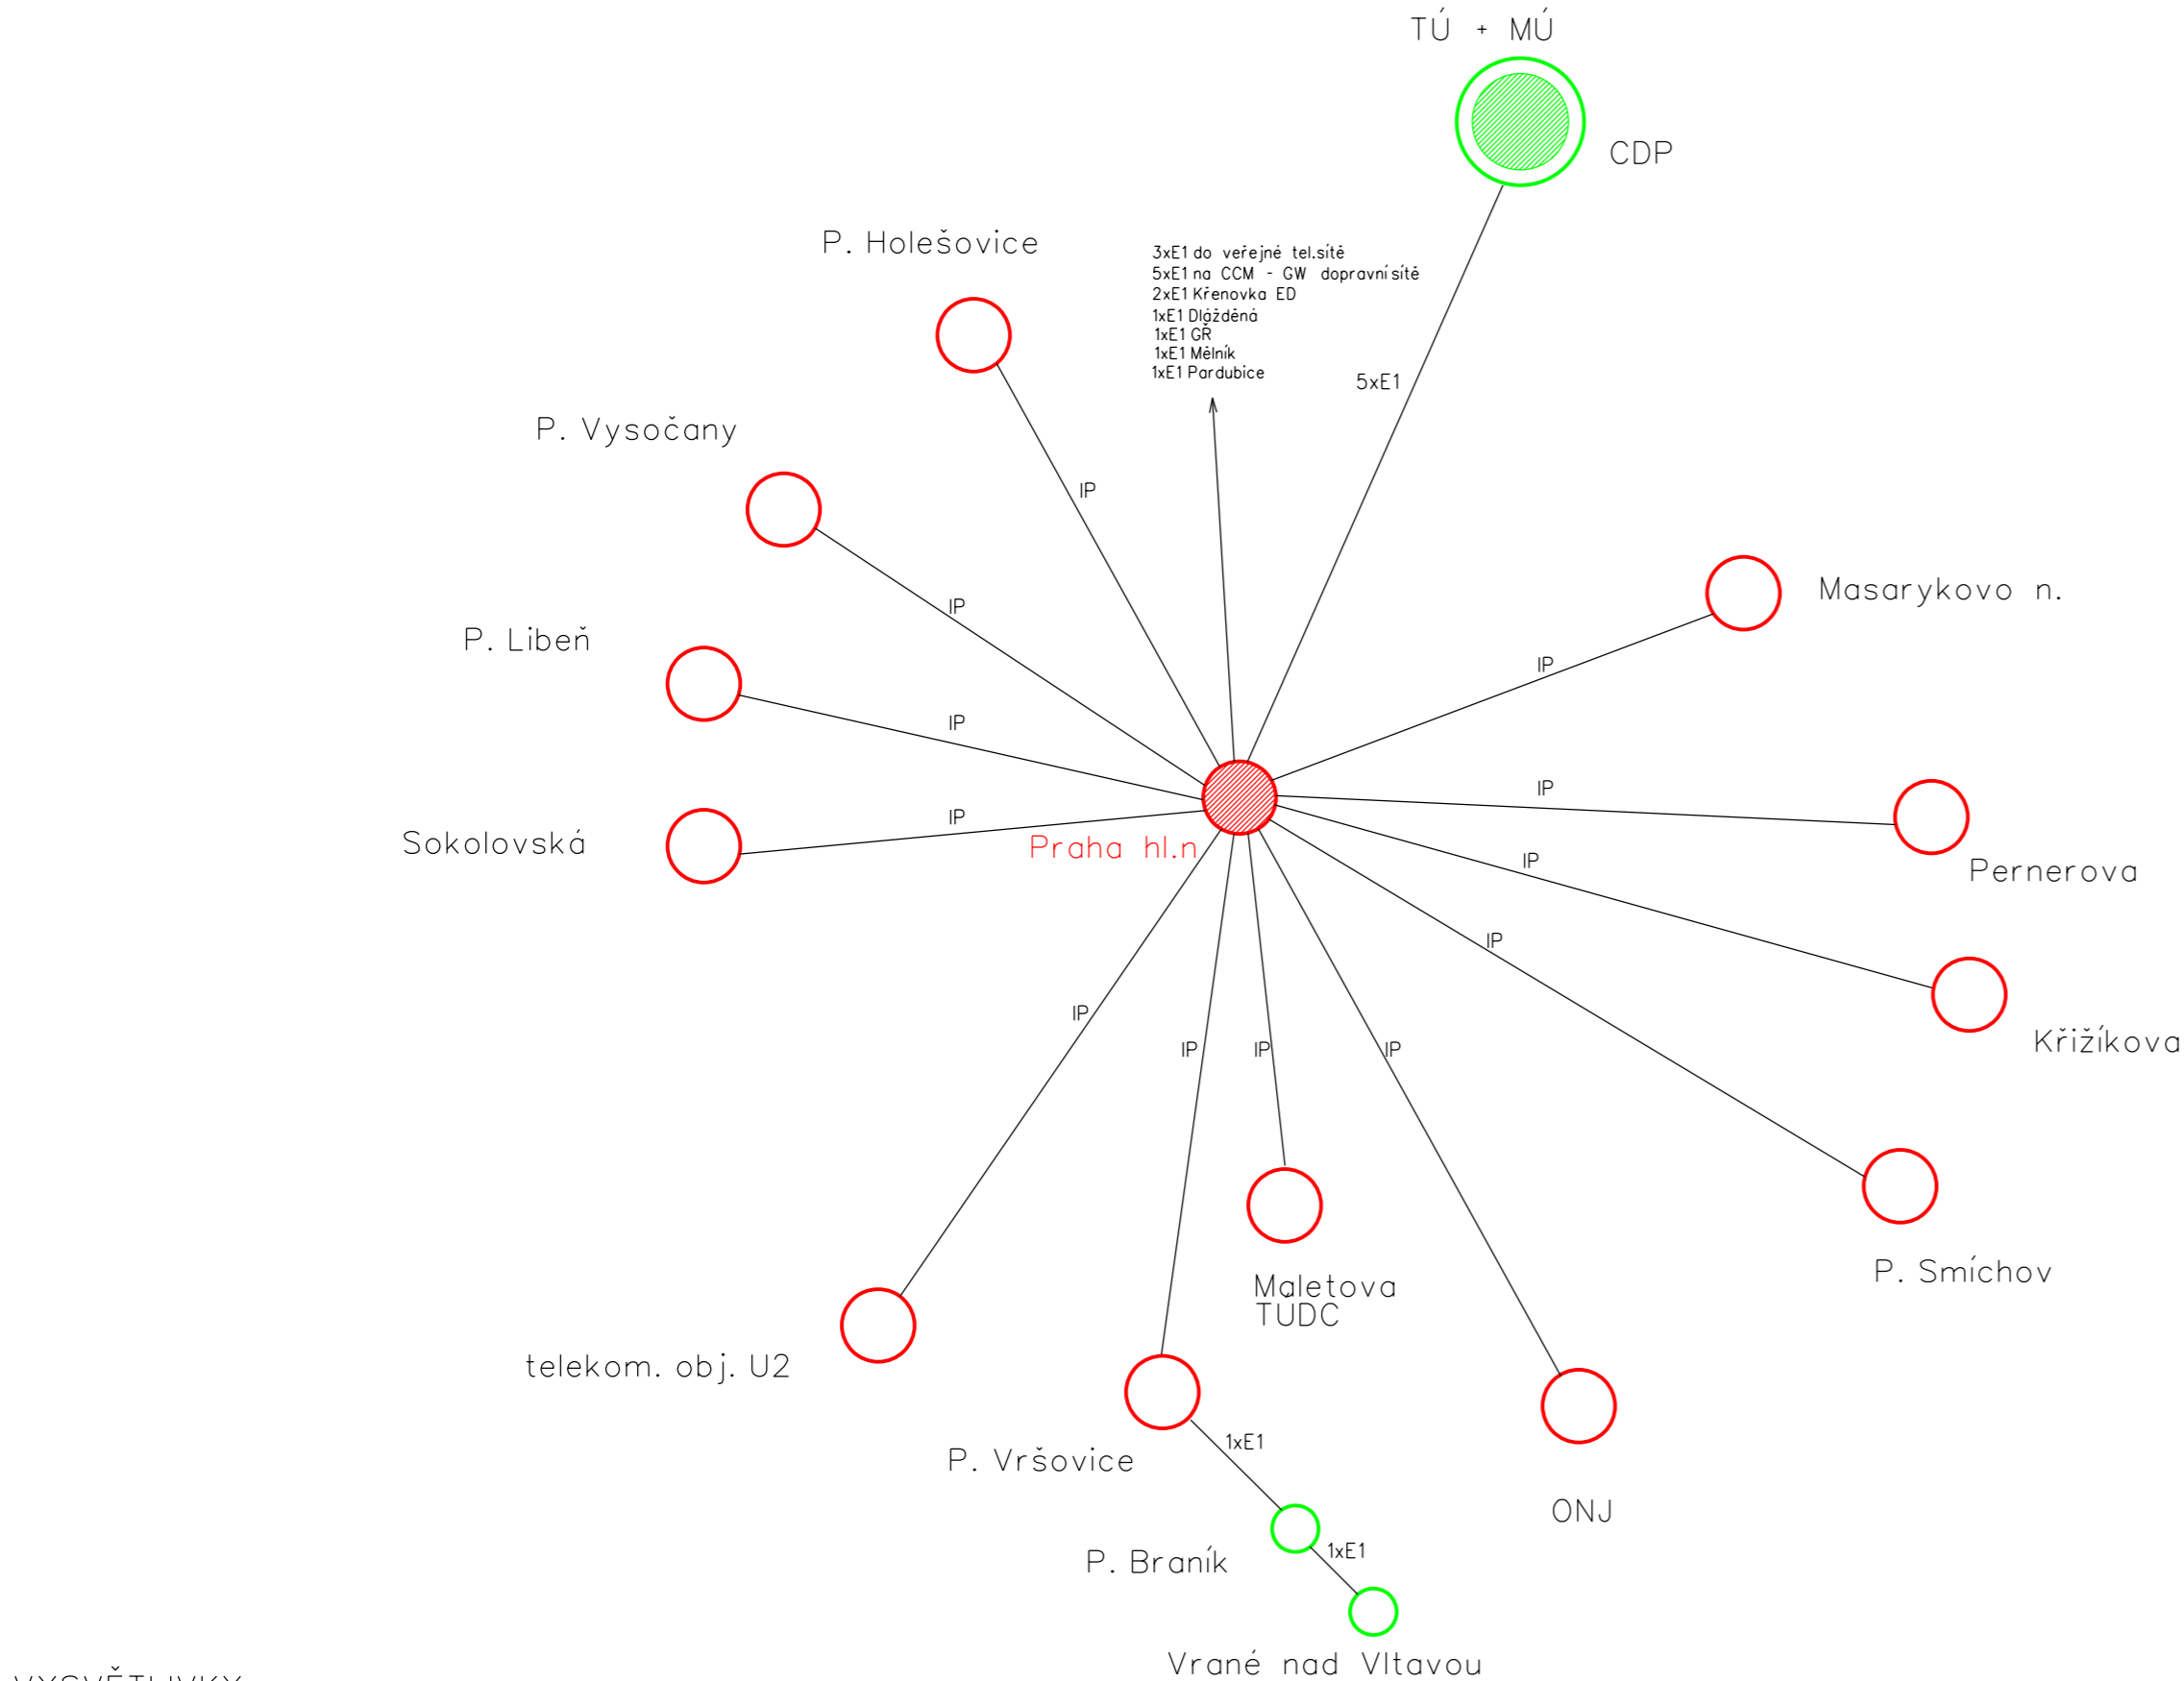 TÚ + MÚ
CDP
P. Holešovice
3xE1 do veřejné tel.sítě
5xE1 na CCM - GW dopravní sítě
2xE1 Křenovka ED
1xE1 Dlážděná
1xE1 GŘ
1xE1 Mělník
1xE1 Pardubice
5xE1
P. Vysočany
IP
IP
Masarykovo n.
P. Libeň
IP
IP
IP
Pernerova
Sokolovská
IP
Praha hl.n
IP
Křižíkova
IP
IP
IP
IP
IP
P. Smíchov
Maletova
TÚDC
telekom. obj. U2
P. Vršovice
1xE1
ONJ
P. Braník
1xE1
Vrané nad Vltavou
VYSVĚTLIVKY